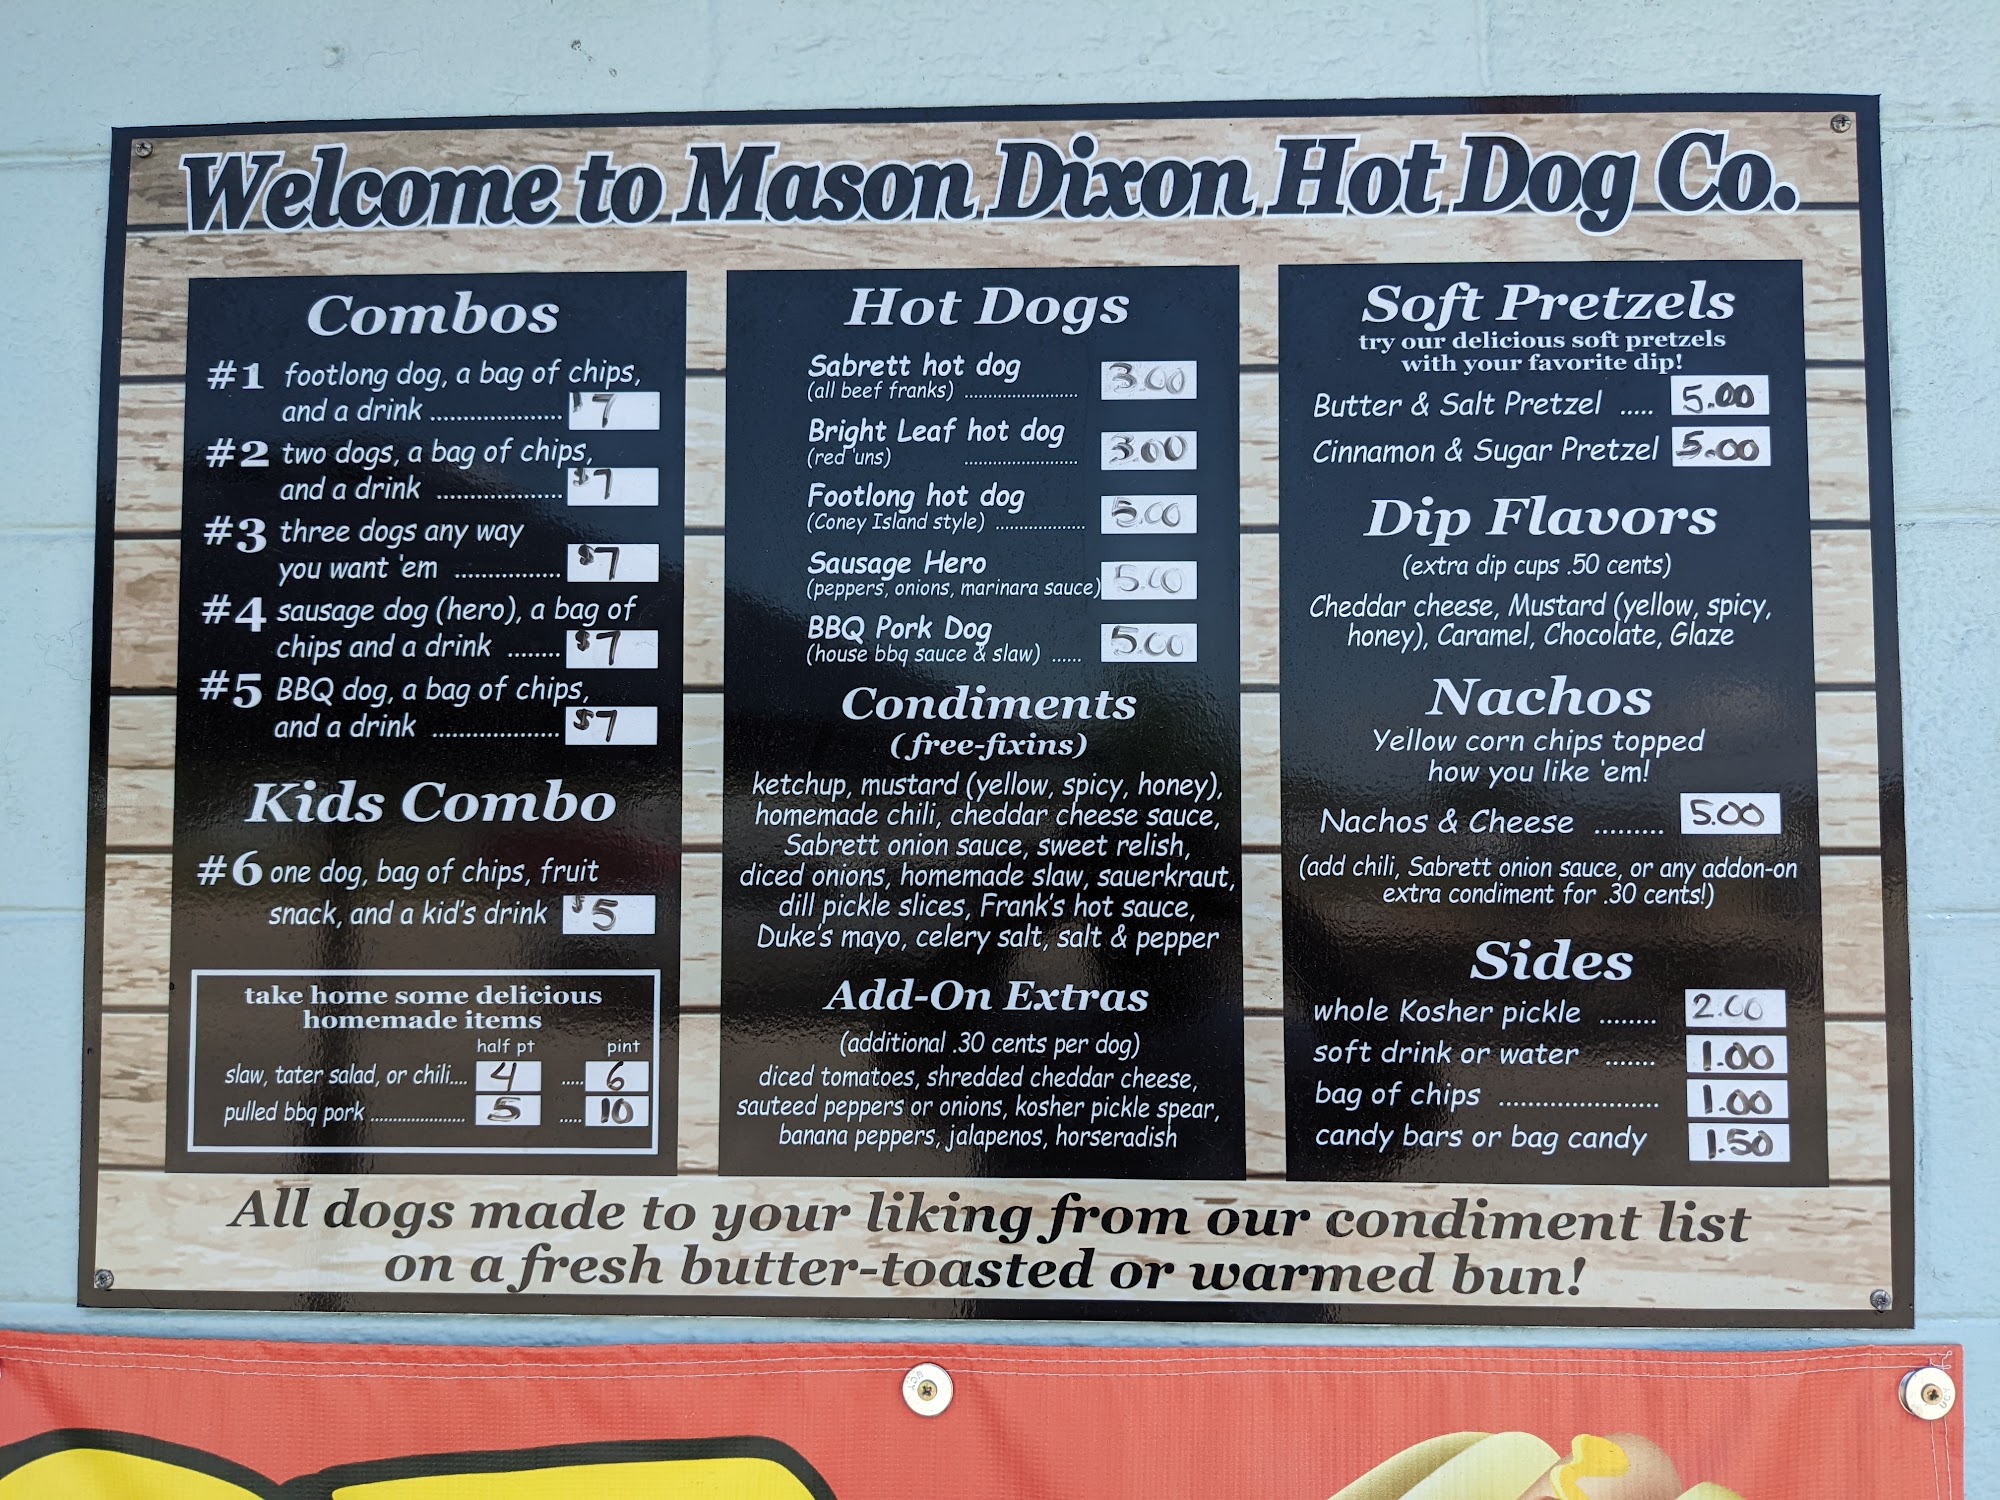 Welcome to Mason Dixon Hot Dog Co.
Combos
#1 footlong dog, a bag of chips,
and a drink .................... $7
#2 two dogs, a bag of chips,
and a drink ................... $7
#3 three dogs any way
you want 'em ................ $7
#4 sausage dog (hero), a bag of
chips and a drink ........ $7
#5 BBQ dog, a bag of chips,
and a drink ................... $7
Kids Combo
#6 one dog, bag of chips, fruit
snack, and a kid's drink $5
take home some delicious
homemade items
half pt pint
slaw, tater salad, or chili.... 4 ..... 6
pulled bbq pork ...................... 5 ..... 10
Hot Dogs
Sabrett hot dog
(all beef franks) ........................ 3.00
Bright Leaf hot dog
(red 'uns) ........................ 3.00
Footlong hot dog
(Coney Island style) ................... 5.00
Sausage Hero
(peppers, onions, marinara sauce) 5.00
BBQ Pork Dog
(house bbq sauce & slaw) ...... 5.00
Condiments
(free-fixins)
ketchup, mustard (yellow, spicy, honey),
homemade chili, cheddar cheese sauce,
Sabrett onion sauce, sweet relish,
diced onions, homemade slaw, sauerkraut,
dill pickle slices, Frank's hot sauce,
Duke's mayo, celery salt, salt & pepper
Add-On Extras
(additional .30 cents per dog)
diced tomatoes, shredded cheddar cheese,
sauteed peppers or onions, kosher pickle spear,
banana peppers, jalapenos, horseradish
Soft Pretzels
try our delicious soft pretzels
with your favorite dip!
Butter & Salt Pretzel ..... 5.00
Cinnamon & Sugar Pretzel 5.00
Dip Flavors
(extra dip cups .50 cents)
Cheddar cheese, Mustard (yellow, spicy,
honey), Caramel, Chocolate, Glaze
Nachos
Yellow corn chips topped
how you like 'em!
Nachos & Cheese ......... 5.00
(add chili, Sabrett onion sauce, or any addon-on
extra condiment for .30 cents!)
Sides
whole Kosher pickle ........ 2.00
soft drink or water ....... 1.00
bag of chips ....................... 1.00
candy bars or bag candy 1.50
All dogs made to your liking from our condiment list
on a fresh butter-toasted or warmed bun!